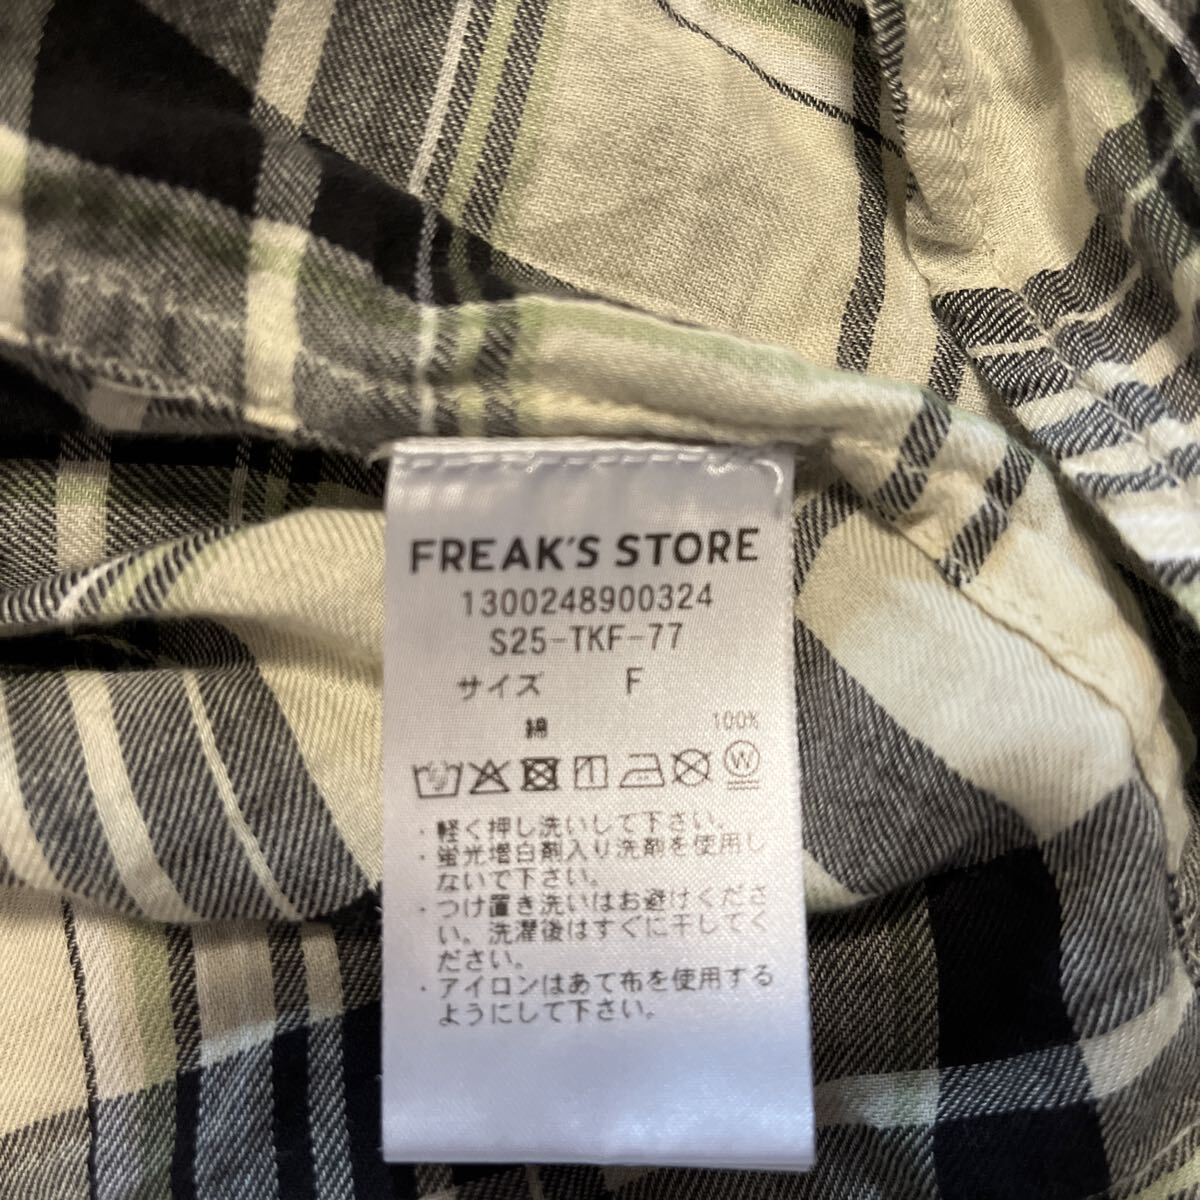 FREAK'S STORE
1300248900324
S25-TKF-77
サイズ F
綿 100%
W
・軽く押し洗いして下さい。
・蛍光増白剤入り洗剤を使用し
ないで下さい。
・つけ置き洗いはお避けくださ
い。洗濯後はすぐに干してく
ださい。
・アイロンはあて布を使用する
ようにして下さい。